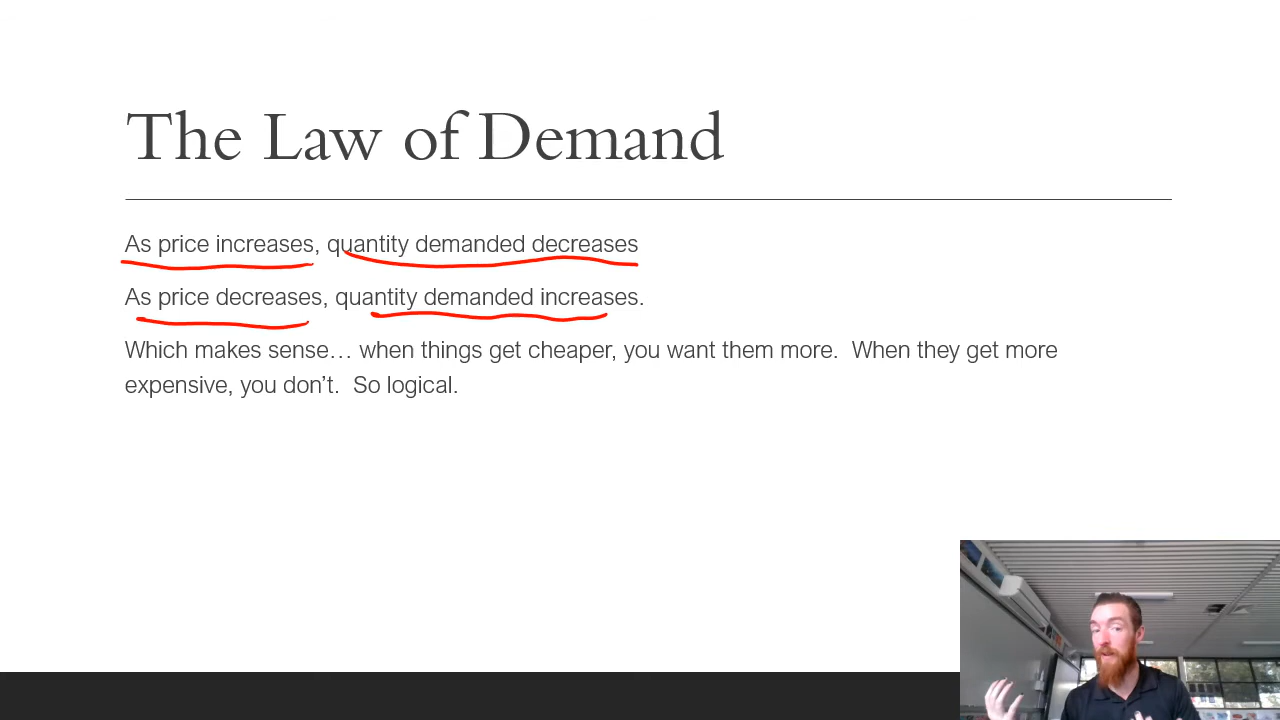 The Law of Demand
As price increases, quantity demanded decreases
As price decreases, quantity demanded increases.
Which makes sense… when things get cheaper, you want them more.  When they get more
expensive, you don’t.  So logical.